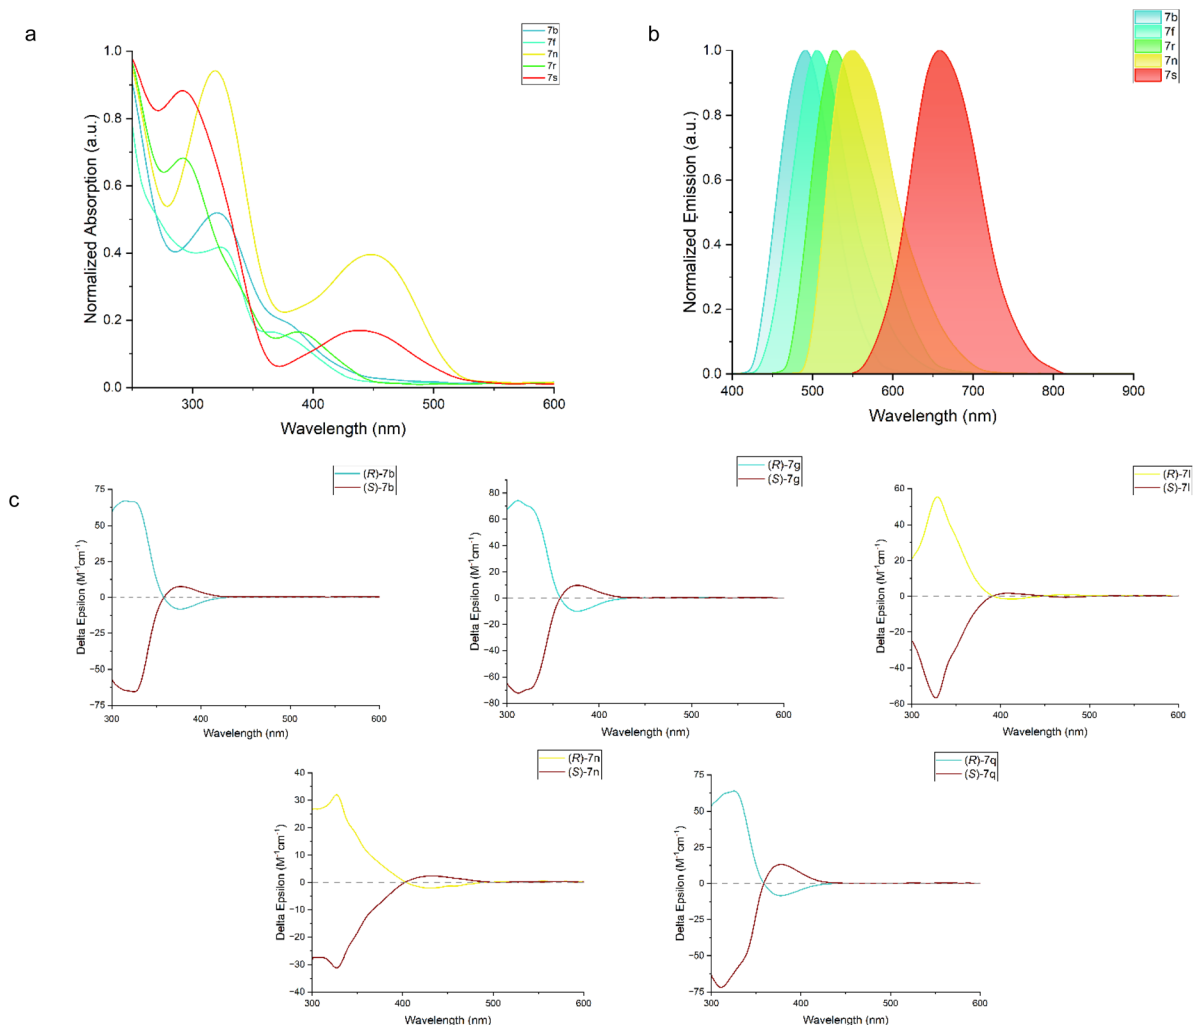 a
7b
7f
7n
7r
7s
1.0
0.8
0.6
0.4
0.2
0.0
Normalized Absorption (a.u.)
300
400
500
600
Wavelength (nm)
b
7b
7f
7r
7n
7s
1.0
0.8
0.6
0.4
0.2
0.0
Normalized Emission (a.u.)
400
500
600
700
800
900
Wavelength (nm)
c
(R)-7b
(S)-7b
75
50
25
0
−25
−50
−75
Delta Epsilon (M⁻¹cm⁻¹)
300
400
500
600
Wavelength (nm)
(R)-7g
(S)-7g
80
60
40
20
0
−20
−40
−60
−80
Delta Epsilon (M⁻¹cm⁻¹)
300
400
500
600
Wavelength (nm)
(R)-7l
(S)-7l
60
40
20
0
−20
−40
−60
Delta Epsilon (M⁻¹cm⁻¹)
300
400
500
600
Wavelength (nm)
(R)-7n
(S)-7n
40
30
20
10
0
−10
−20
−30
−40
Delta Epsilon (M⁻¹cm⁻¹)
300
400
500
600
Wavelength (nm)
(R)-7q
(S)-7q
75
50
25
0
−25
−50
−75
Delta Epsilon (M⁻¹cm⁻¹)
300
400
500
600
Wavelength (nm)